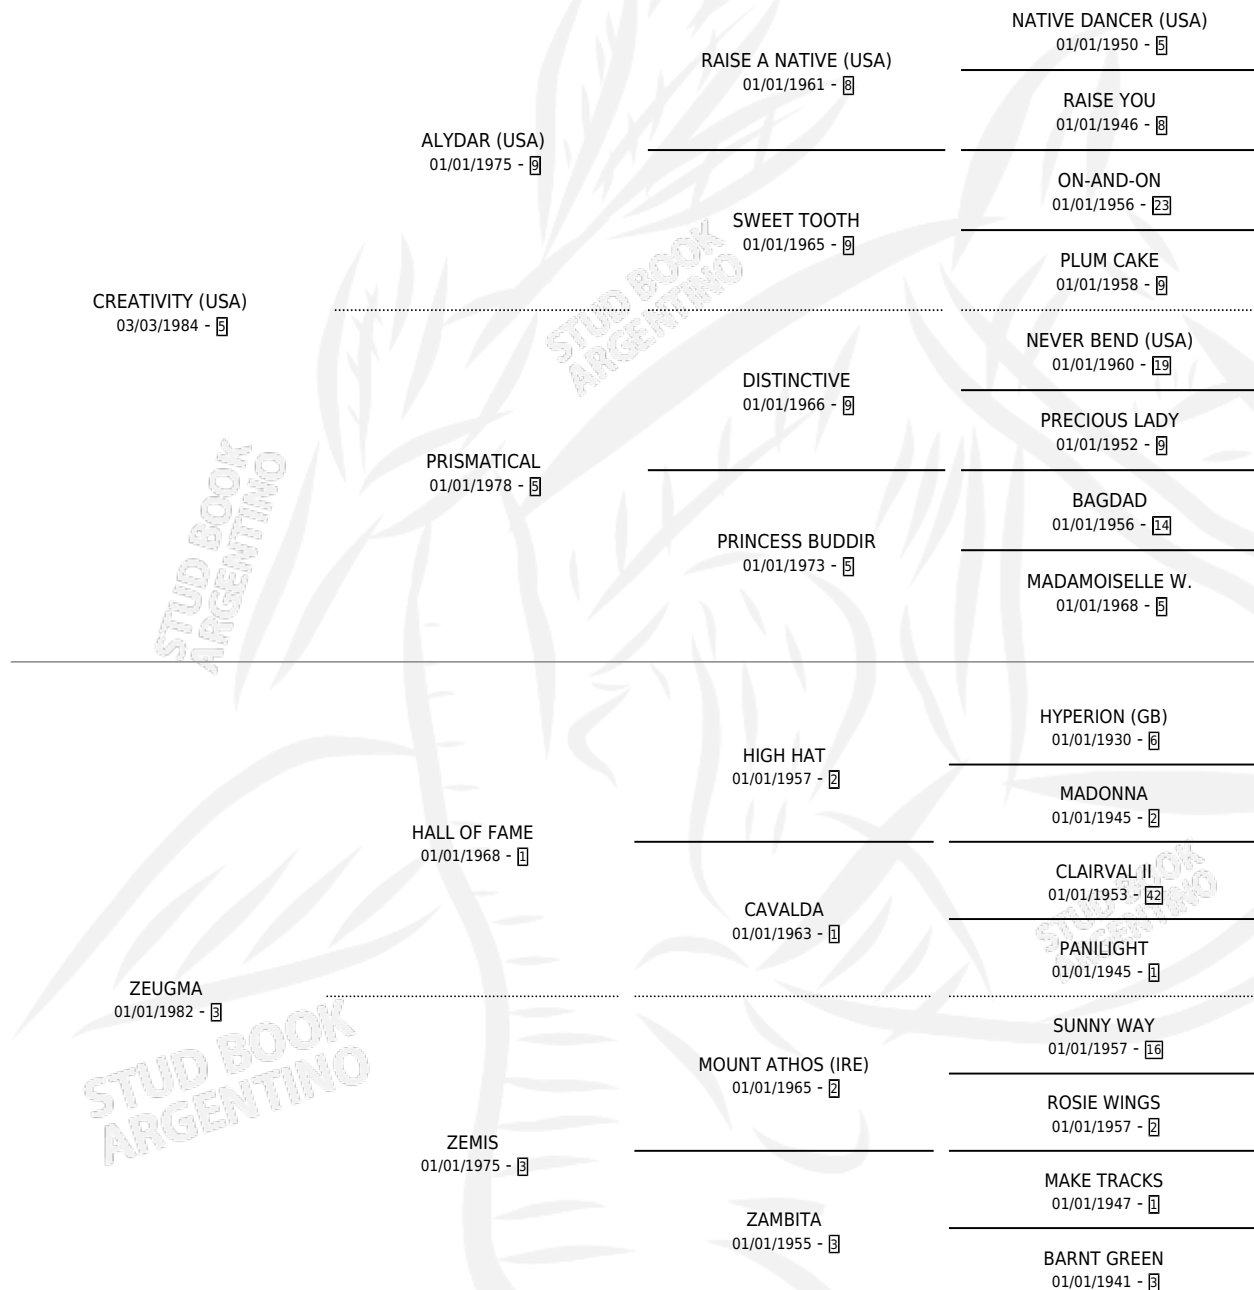 NATIVE DANCER (USA)
01/01/1950 - 5
RAISE A NATIVE (USA)
01/01/1961 - 8
RAISE YOU
01/01/1946 - 8
ALYDAR (USA)
01/01/1975 - 9
ON-AND-ON
01/01/1956 - 23
SWEET TOOTH
01/01/1965 - 9
PLUM CAKE
01/01/1958 - 9
CREATIVITY (USA)
03/03/1984 - 5
STUD BOOK
ARGENTINO
NEVER BEND (USA)
01/01/1960 - 19
DISTINCTIVE
01/01/1966 - 9
PRECIOUS LADY
01/01/1952 - 9
PRISMATICAL
01/01/1978 - 5
BAGDAD
01/01/1956 - 14
PRINCESS BUDDIR
01/01/1973 - 5
MADAMOISELLE W.
01/01/1968 - 5
STUD BOOK
ARGENTINO
HYPERION (GB)
01/01/1930 - 6
HIGH HAT
01/01/1957 - 2
MADONNA
01/01/1945 - 2
HALL OF FAME
01/01/1968 - 1
CLAIRVAL II
01/01/1953 - 42
CAVALDA
01/01/1963 - 1
STUD BOOK
ARGENTINO
PANILIGHT
01/01/1945 - 1
ZEUGMA
01/01/1982 - 3
STUD BOOK
ARGENTINO
SUNNY WAY
01/01/1957 - 16
MOUNT ATHOS (IRE)
01/01/1965 - 2
ROSIE WINGS
01/01/1957 - 2
ZEMIS
01/01/1975 - 3
MAKE TRACKS
01/01/1947 - 1
ZAMBITA
01/01/1955 - 3
BARNT GREEN
01/01/1941 - 3